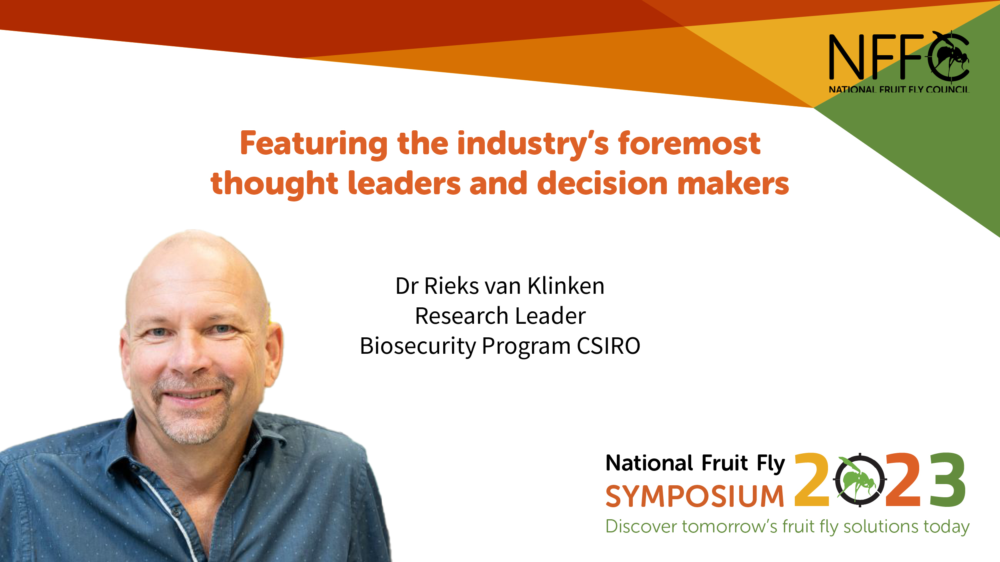 NFFC
NATIONAL FRUIT FLY COUNCIL
Featuring the industry’s foremost
thought leaders and decision makers
Dr Rieks van Klinken
Research Leader
Biosecurity Program CSIRO
National Fruit Fly
SYMPOSIUM 2023
Discover tomorrow’s fruit fly solutions today